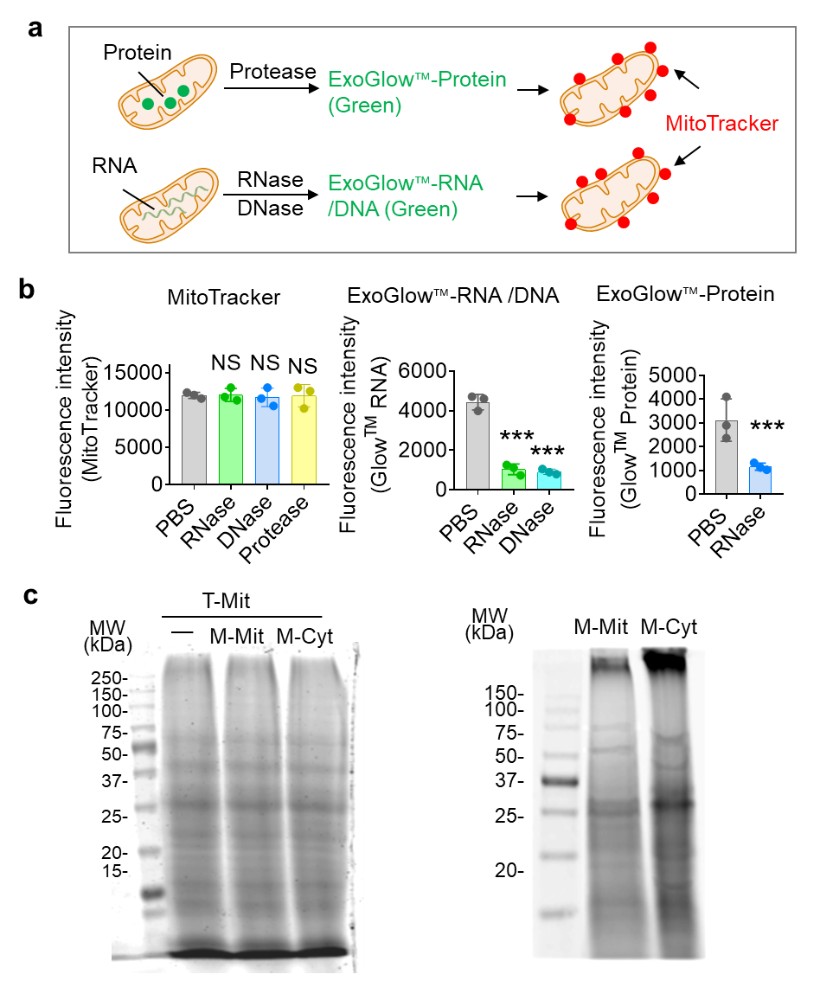 a
Protein
Protease
ExoGlow™-Protein
(Green)
MitoTracker
RNA
RNase
DNase
ExoGlow™-RNA
/DNA (Green)
b
MitoTracker
Fluorescence intensity
(MitoTracker)
15000
10000
5000
0
NS NS NS
PBS
RNase
DNase
Protease
ExoGlow™-RNA /DNA
Fluorescence intensity
(Glow™ RNA)
6000
4000
2000
0
***
***
PBS
RNase
DNase
ExoGlow™-Protein
Fluorescence intensity
(Glow™ Protein)
5000
4000
3000
2000
1000
0
***
PBS
RNase
c
T-Mit
MW
(kDa)
— M-Mit M-Cyt
250-
150-
100-
75-
50-
37-
25-
20-
15-
MW
(kDa)
M-Mit M-Cyt
150-
100-
75-
50-
37-
25-
20-